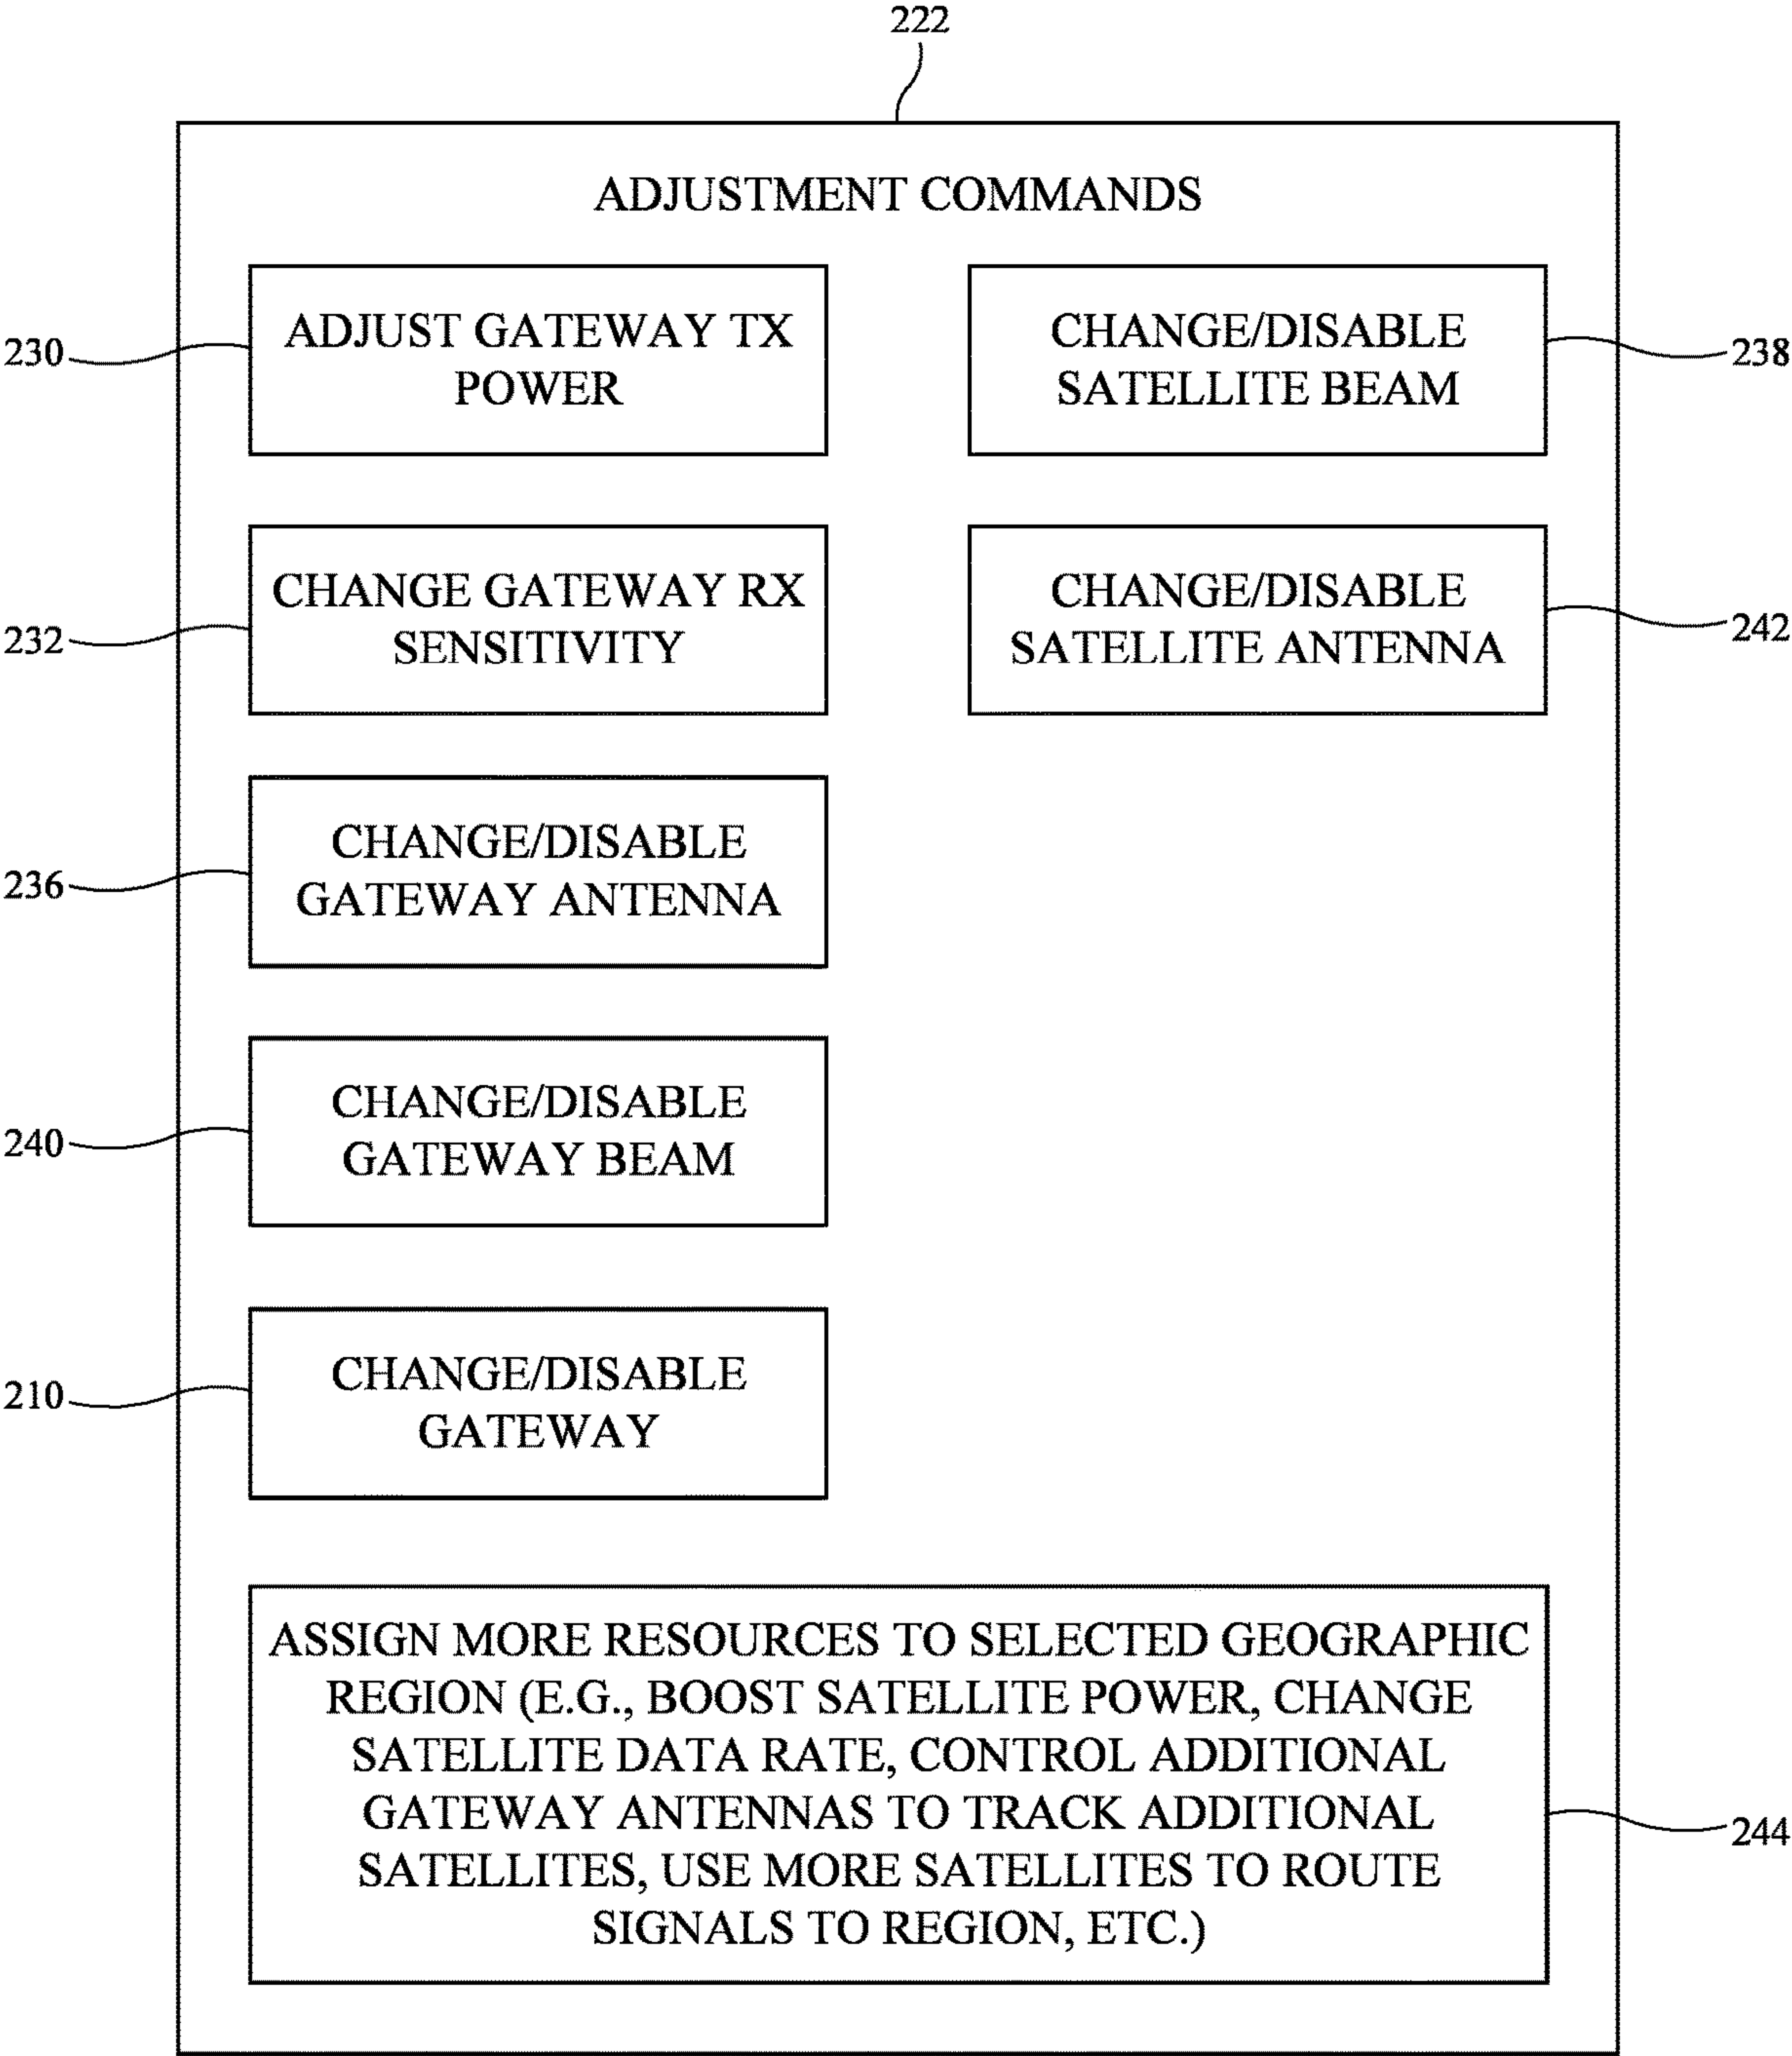 222
ADJUSTMENT COMMANDS
230
ADJUST GATEWAY TX
POWER
CHANGE/DISABLE
SATELLITE BEAM
238
232
CHANGE GATEWAY RX
SENSITIVITY
CHANGE/DISABLE
SATELLITE ANTENNA
242
236
CHANGE/DISABLE
GATEWAY ANTENNA
240
CHANGE/DISABLE
GATEWAY BEAM
210
CHANGE/DISABLE
GATEWAY
ASSIGN MORE RESOURCES TO SELECTED GEOGRAPHIC
REGION (E.G., BOOST SATELLITE POWER, CHANGE
SATELLITE DATA RATE, CONTROL ADDITIONAL
GATEWAY ANTENNAS TO TRACK ADDITIONAL
SATELLITES, USE MORE SATELLITES TO ROUTE
SIGNALS TO REGION, ETC.)
244